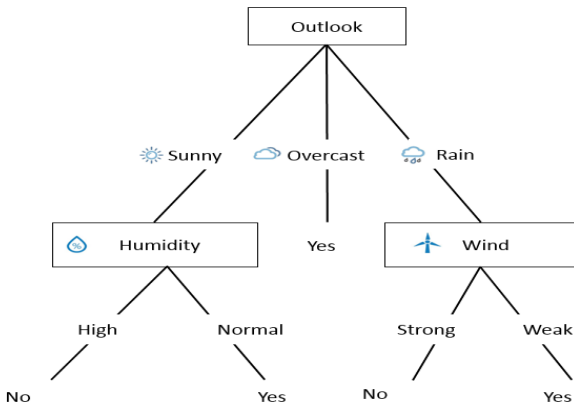 Outlook
Sunny
Overcast
Rain
%
Humidity
Yes
Wind
High
Normal
Strong
Weak
No
Yes
No
Yes